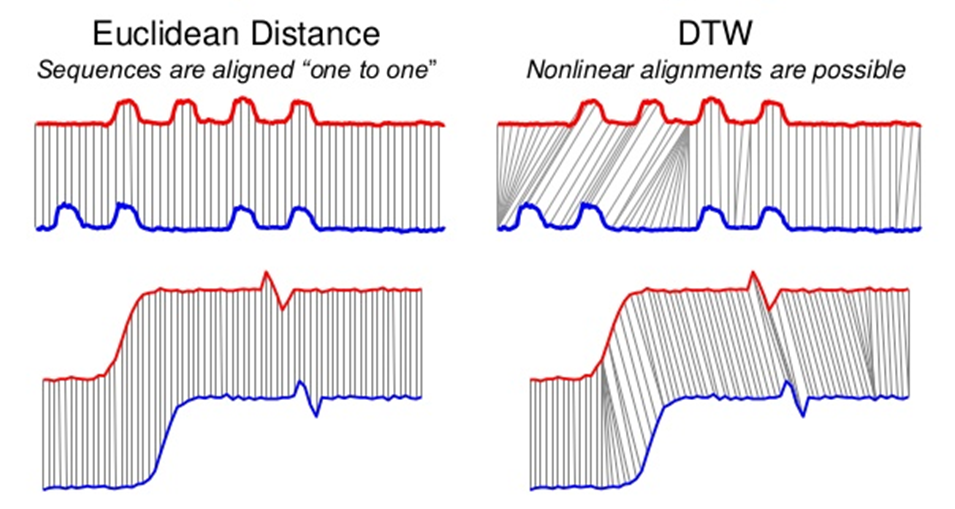 Euclidean Distance
Sequences are aligned “one to one”
DTW
Nonlinear alignments are possible